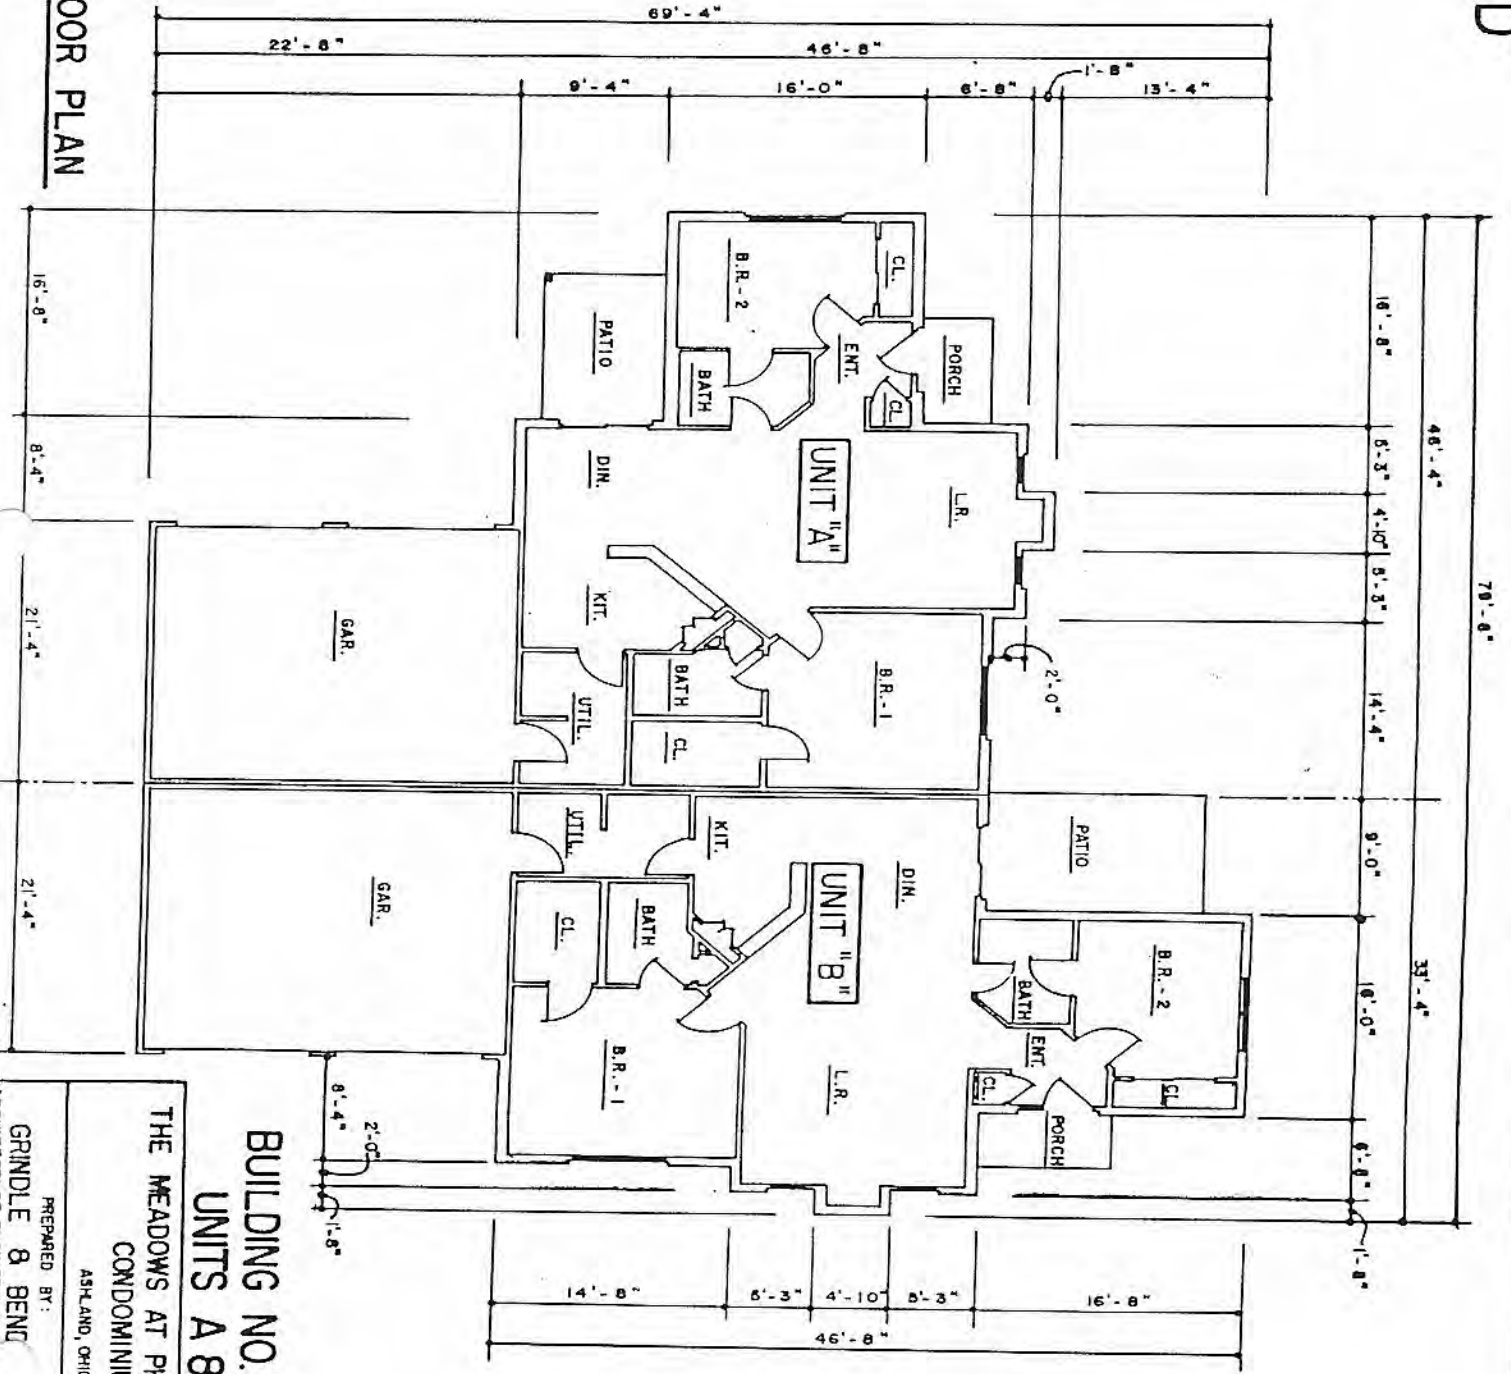 D
69'-4"
22'-8"
46'-8"
9'-4"
16'-0"
6'-8"
1'-8"
13'-4"
OOR PLAN
16'-8"
8'-4"
21'-4"
21'-4"
79'-8"
46'-4"
33'-4"
16'-8"
5'-3"
4'-10"
5'-3"
14'-4"
9'-0"
16'-0"
6'-8"
1'-8"
2'-0"
B.R.-2
CL.
PATIO
BATH
ENT.
PORCH
CL.
UNIT "A"
DIN.
L.R.
KIT.
GAR.
UTIL.
BATH
CL.
B.R.-1
UTIL.
KIT.
UNIT "B"
DIN.
PATIO
GAR.
CL.
BATH
B.R.-2
BATH
ENT.
CL.
CL.
PORCH
L.R.
B.R.-1
8'-4"
2'-0"
1'-8"
14'-8"
5'-3"
4'-10"
5'-3"
16'-8"
46'-8"
BUILDING NO.
UNITS A &
THE MEADOWS AT
CONDOMINI
ASHLAND, OHI
PREPARED BY:
GRINDLE & BEND